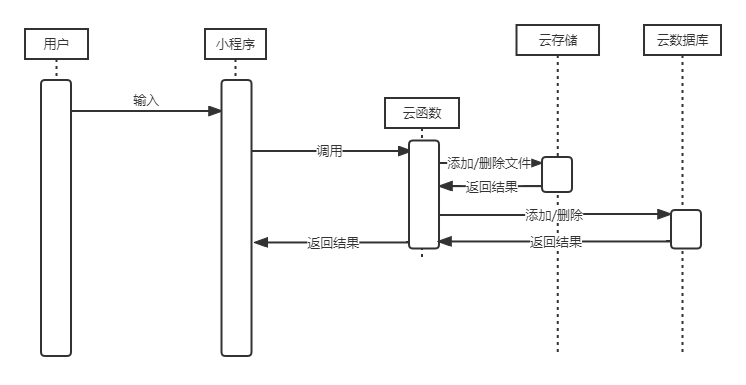 用户
小程序
云存储
云数据库
云函数
输入
调用
添加/删除文件
返回结果
添加/删除
返回结果
返回结果